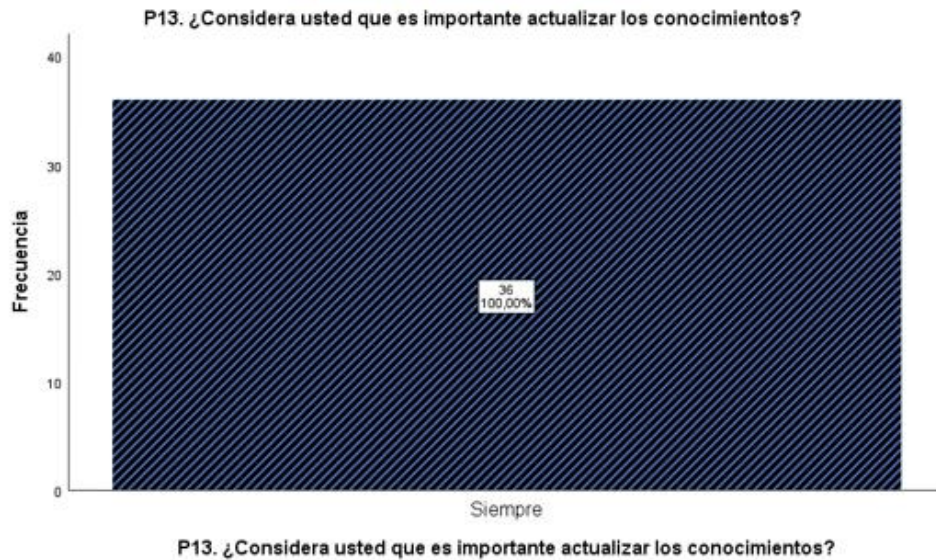 P13. ¿Considera usted que es importante actualizar los conocimientos?
40
30
20
10
0
Frecuencia
36
100,00%
Siempre
P13. ¿Considera usted que es importante actualizar los conocimientos?